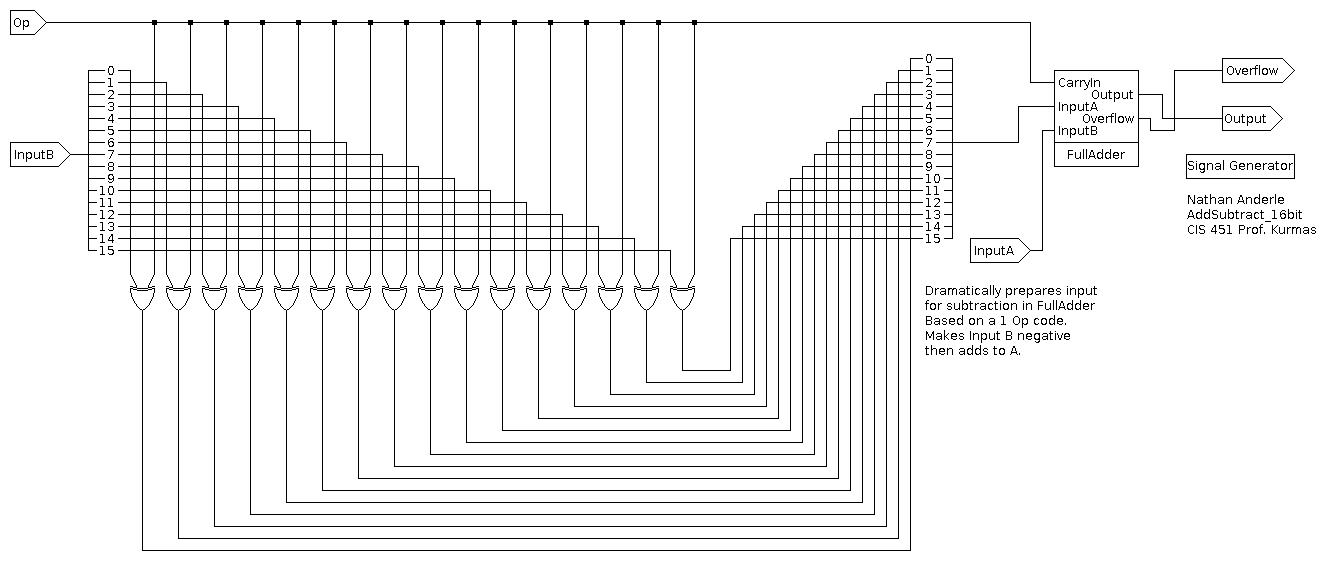 Op
InputB
0
1
2
3
4
5
6
7
8
9
10
11
12
13
14
15
0
1
2
3
4
5
6
7
8
9
10
11
12
13
14
15
CarryIn
Output
InputA
Overflow
InputB
FullAdder
Overflow
Output
Signal Generator
Nathan Anderle
AddSubtract_16bit
CIS 451 Prof. Kurmas
InputA
Dramatically prepares input
for subtraction in FullAdder
Based on a 1 Op code.
Makes Input B negative
then adds to A.